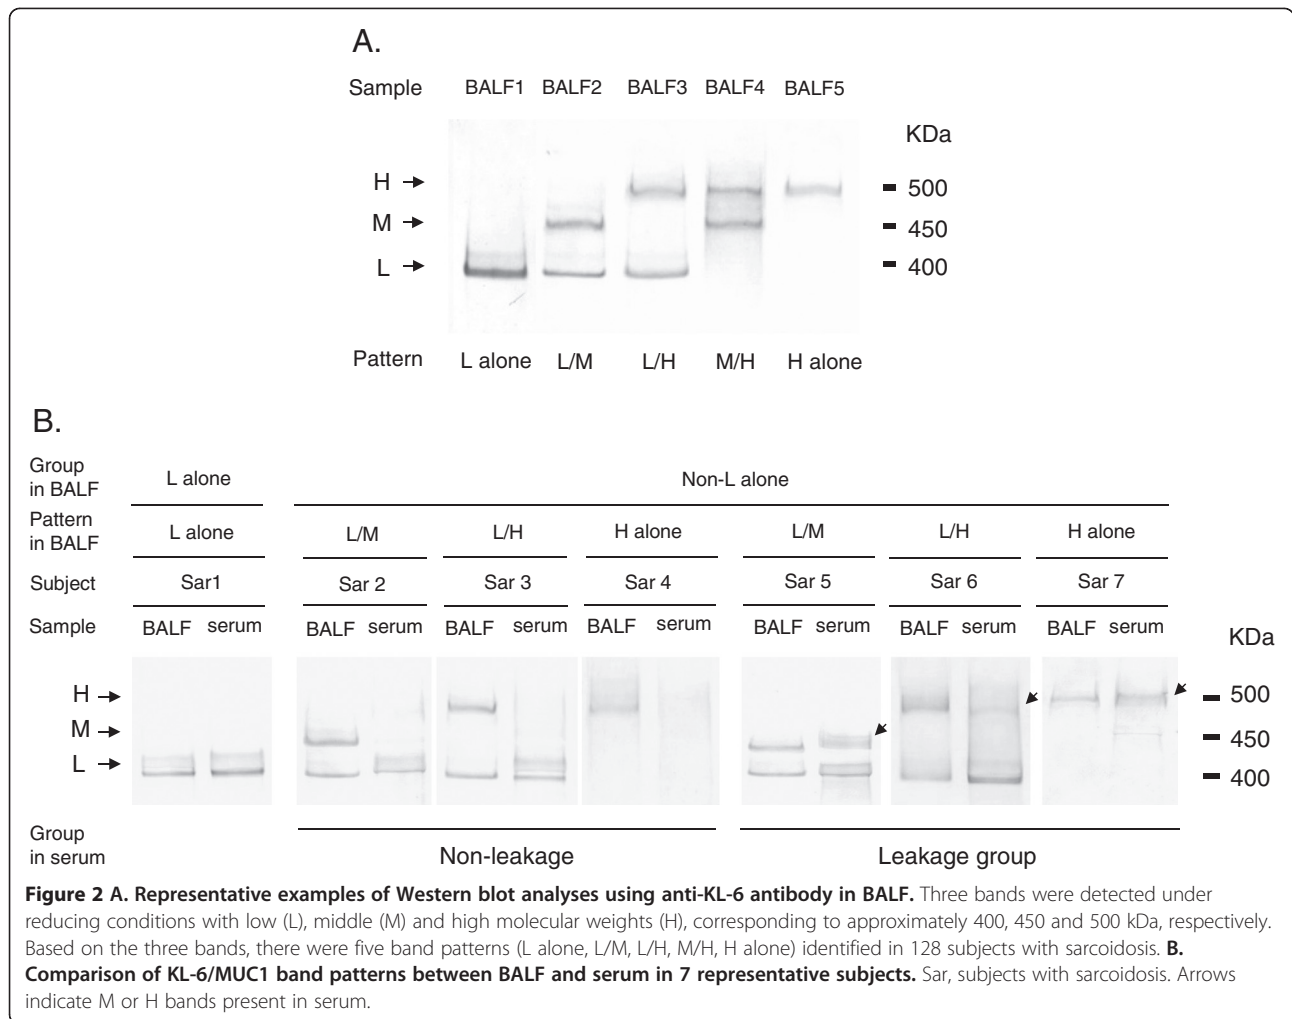 A.
Sample BALF1 BALF2 BALF3 BALF4 BALF5
KDa
H 500
M 450
L 400
Pattern L alone L/M L/H M/H H alone
B.
Group
in BALF L alone Non-L alone
Pattern
in BALF L alone L/M L/H H alone L/M L/H H alone
Subject Sar1 Sar 2 Sar 3 Sar 4 Sar 5 Sar 6 Sar 7
Sample BALF serum BALF serum BALF serum BALF serum BALF serum BALF serum BALF serum
KDa
H 500
M 450
L 400
Group
in serum Non-leakage Leakage group
Figure 2 A. Representative examples of Western blot analyses using anti-KL-6 antibody in BALF. Three bands were detected under
reducing conditions with low (L), middle (M) and high molecular weights (H), corresponding to approximately 400, 450 and 500 kDa, respectively.
Based on the three bands, there were five band patterns (L alone, L/M, L/H, M/H, H alone) identified in 128 subjects with sarcoidosis. B.
Comparison of KL-6/MUC1 band patterns between BALF and serum in 7 representative subjects. Sar, subjects with sarcoidosis. Arrows
indicate M or H bands present in serum.